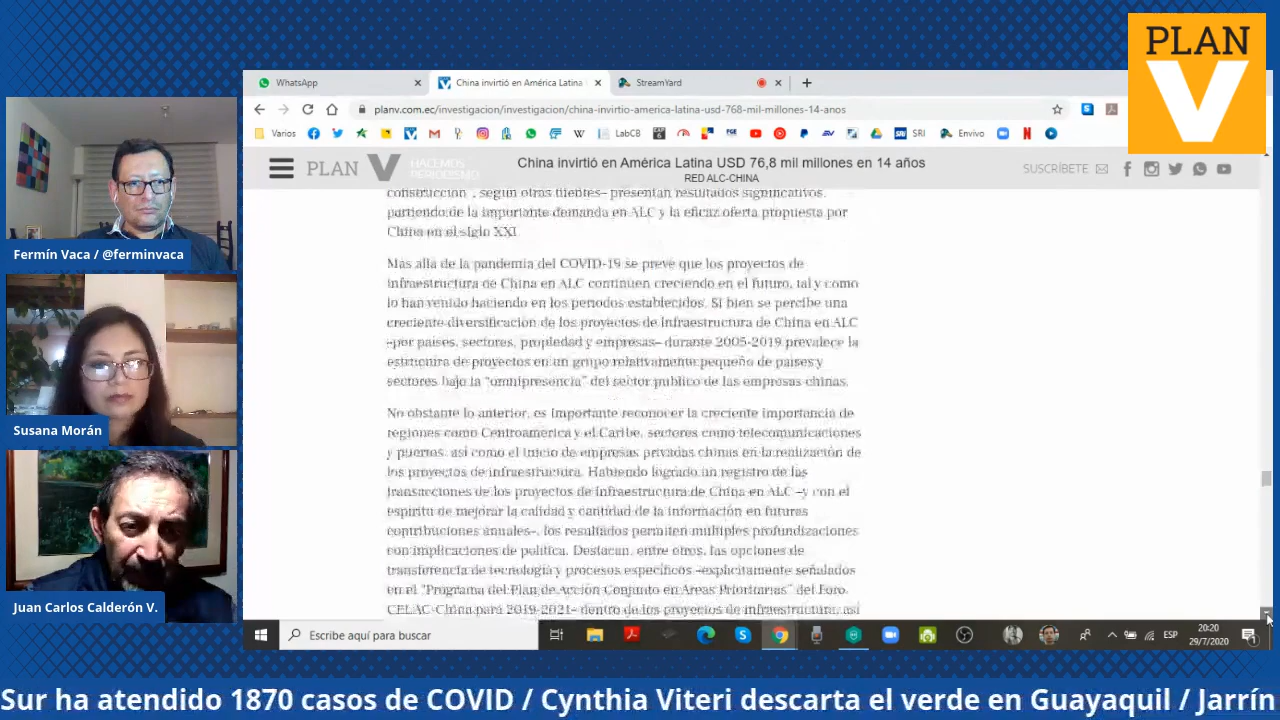 PLAN
V
WhatsApp
China invirtió en América Latina
StreamYard
planv.com.ec/investigacion/investigacion/china-invirtio-america-latina-usd-768-mil-millones-14-anos
Varios
LabCB
SRI
Envivo
PLAN V HACEMOS PERIODISMO
China invirtió en América Latina USD 76,8 mil millones en 14 años
RED ALC-CHINA
SUSCRÍBETE
construcción", según otros fuentes– presentan resultados significativos,
partiendo de la importante demanda en ALC y la eficaz oferta propuesta por
China en el siglo XXI.
Más allá de la pandemia del COVID-19 se prevé que los proyectos de
infraestructura de China en ALC continúen creciendo en el futuro, tal y como
lo han venido haciendo en los periodos establecidos. Si bien se percibe una
creciente diversificación de los proyectos de infraestructura de China en ALC
–por países, sectores, propiedad y empresas– durante 2005-2019 prevalece la
estructura de proyectos en un grupo relativamente pequeño de países y
sectores bajo la "omnipresencia" del sector público de las empresas chinas.
No obstante lo anterior, es importante reconocer la creciente importancia de
regiones como Centroamérica y el Caribe, sectores como telecomunicaciones
y puertos, así como el inicio de empresas privadas chinas en la realización de
los proyectos de infraestructura. Habiendo logrado un registro de las
transacciones de los proyectos de infraestructura de China en ALC –y con el
espíritu de mejorar la calidad y cantidad de la información en futuras
contribuciones anuales–, los resultados permiten múltiples profundizaciones
con implicaciones de política. Destacan, entre otros, las opciones de
transferencia de tecnología y procesos específicos –explícitamente señalados
en el "Programa del Plan de Acción Conjunto en Áreas Prioritarias" del Foro
CELAC-China para 2019-2021– dentro de los proyectos de infraestructura, así
Fermín Vaca / @ferminvaca
Susana Morán
Juan Carlos Calderón V.
Escribe aquí para buscar
ESP
20:20
29/7/2020
Sur ha atendido 1870 casos de COVID / Cynthia Viteri descarta el verde en Guayaquil / Jarrín